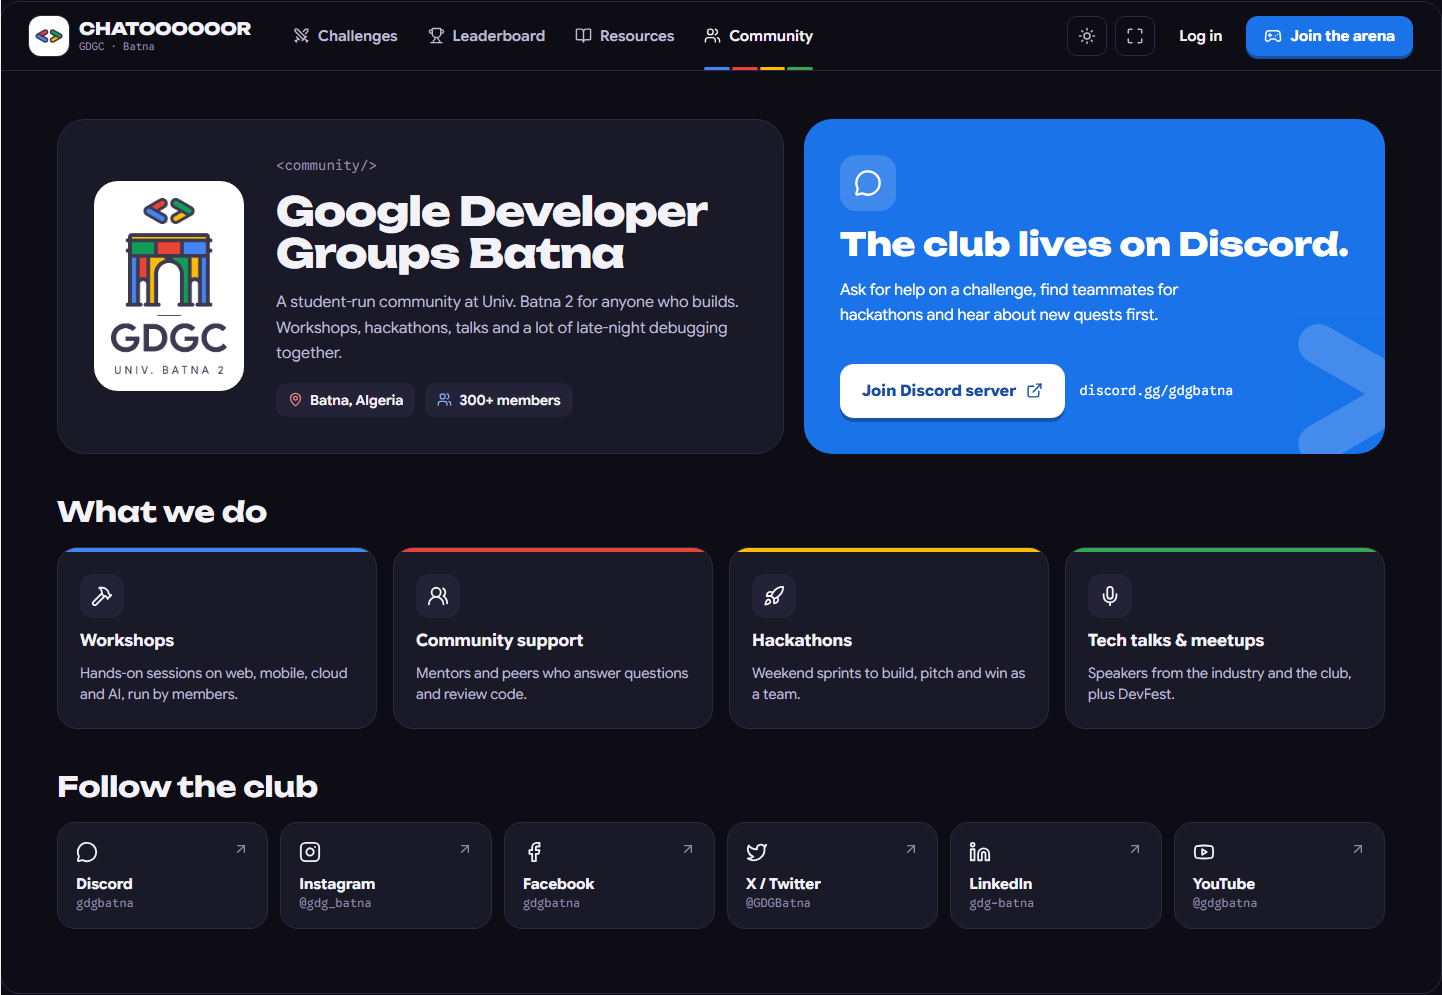 CHATOOOOOOR
GDGC · Batna
Challenges
Leaderboard
Resources
Community
Log in
Join the arena
<community/>
Google Developer
Groups Batna
A student-run community at Univ. Batna 2 for anyone who builds.
Workshops, hackathons, talks and a lot of late-night debugging
together.
Batna, Algeria
300+ members
GDGC
UNIV. BATNA 2
The club lives on Discord.
Ask for help on a challenge, find teammates for
hackathons and hear about new quests first.
Join Discord server
discord.gg/gdgbatna
What we do
Workshops
Hands-on sessions on web, mobile, cloud
and AI, run by members.
Community support
Mentors and peers who answer questions
and review code.
Hackathons
Weekend sprints to build, pitch and win as
a team.
Tech talks & meetups
Speakers from the industry and the club,
plus DevFest.
Follow the club
Discord
gdgbatna
Instagram
@gdg_batna
Facebook
gdgbatna
X / Twitter
@GDGBatna
LinkedIn
gdg-batna
YouTube
@gdgbatna